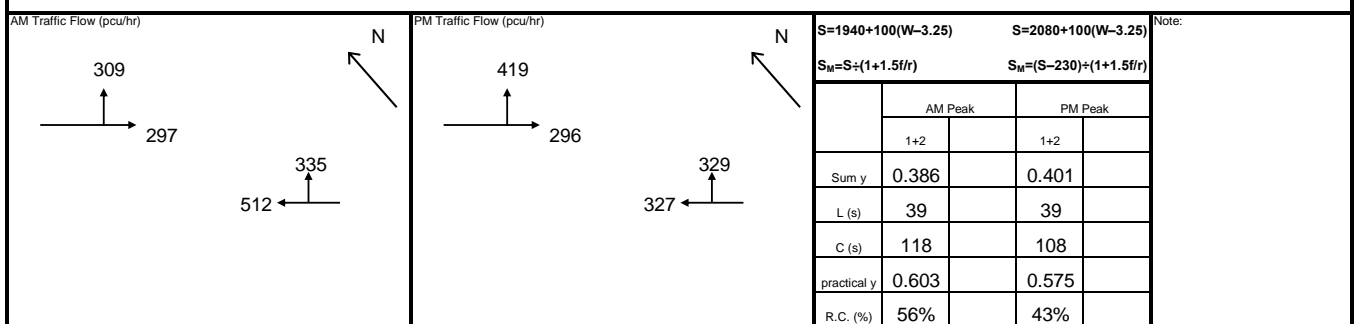 AM Traffic Flow (pcu/hr)
N
309
297
335
512
PM Traffic Flow (pcu/hr)
N
419
296
329
327
S=1940+100(W–3.25) S=2080+100(W–3.25)
SM=S÷(1+1.5f/r) SM=(S–230)÷(1+1.5f/r)
AM Peak PM Peak
1+2 1+2
Sum y 0.386 0.401
L (s) 39 39
C (s) 118 108
practical y 0.603 0.575
R.C. (%) 56% 43%
Note: